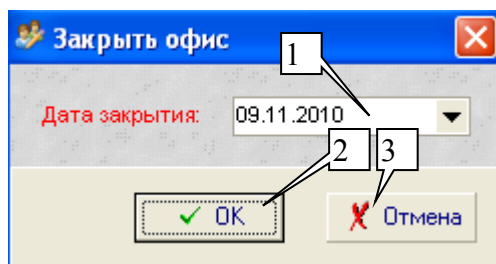 Закрыть офис
1
Дата закрытия: 09.11.2010
2 3
OK Отмена